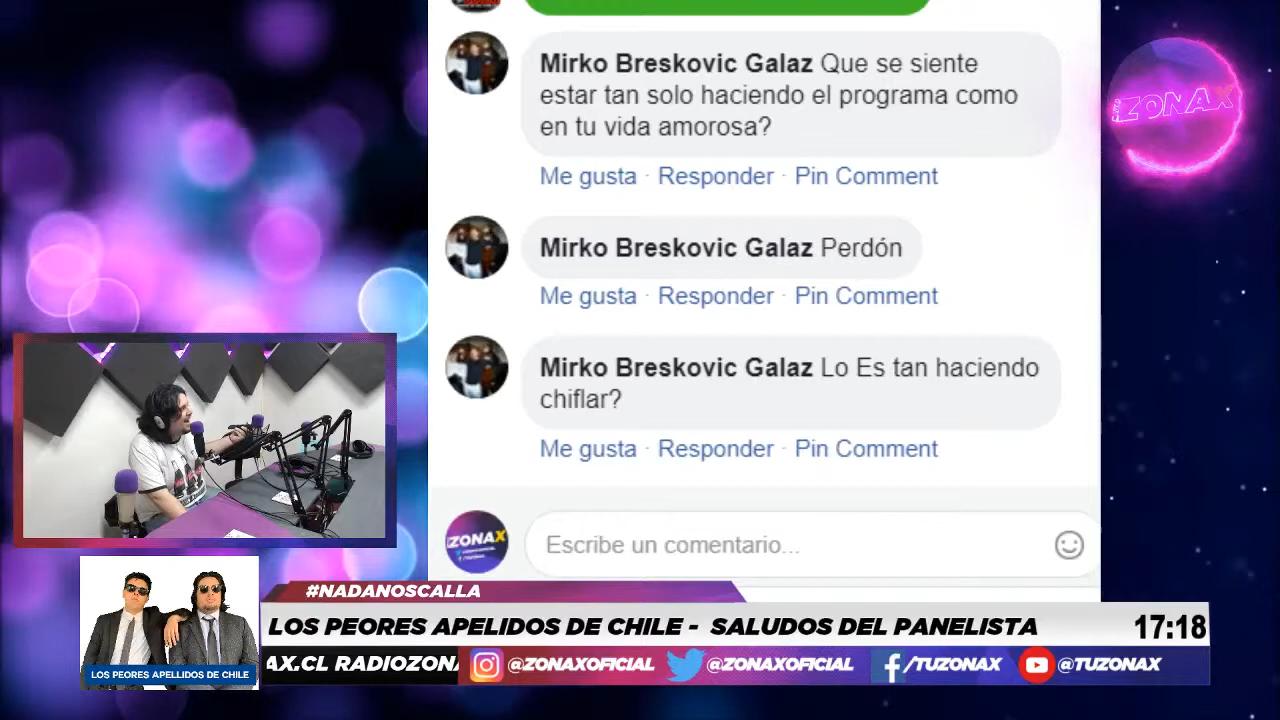 Mirko Breskovic Galaz Que se siente
estar tan solo haciendo el programa como
en tu vida amorosa?
Me gusta · Responder · Pin Comment
Mirko Breskovic Galaz Perdón
Me gusta · Responder · Pin Comment
Mirko Breskovic Galaz Lo Es tan haciendo
chiflar?
Me gusta · Responder · Pin Comment
Escribe un comentario...
ZONAX
ZONAX
#NADANOSCALLA
LOS PEORES APELIDOS DE CHILE - SALUDOS DEL PANELISTA
17:18
LOS PEORES APELLIDOS DE CHILE
AX.CL RADIOZONA
@ZONAXOFICIAL
@ZONAXOFICIAL
/TUZONAX
@TUZONAX